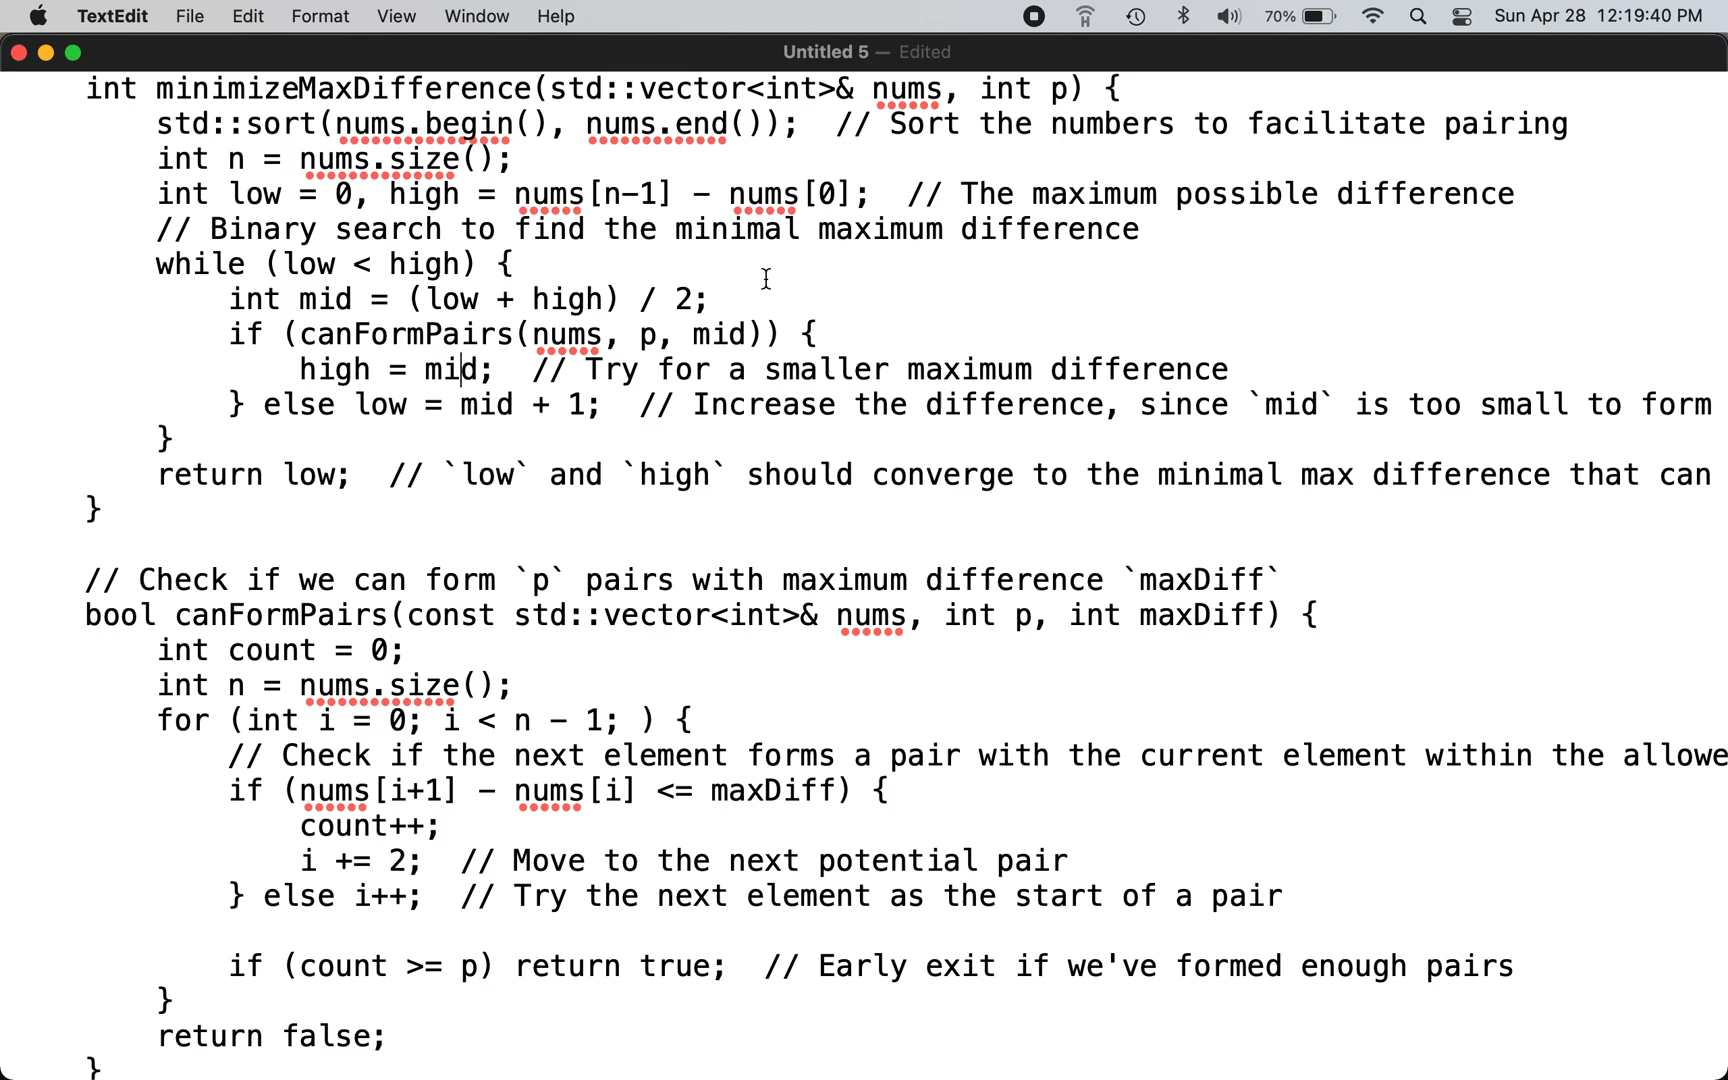 TextEdit File Edit Format View Window Help 70% Sun Apr 28 12:19:40 PM
Untitled 5 — Edited
int minimizeMaxDifference(std::vector<int>& nums, int p) {
std::sort(nums.begin(), nums.end()); // Sort the numbers to facilitate pairing
int n = nums.size();
int low = 0, high = nums[n-1] - nums[0]; // The maximum possible difference
// Binary search to find the minimal maximum difference
while (low < high) {
int mid = (low + high) / 2;
if (canFormPairs(nums, p, mid)) {
high = mid; // Try for a smaller maximum difference
} else low = mid + 1; // Increase the difference, since `mid` is too small to form
}
return low; // `low` and `high` should converge to the minimal max difference that can
}
// Check if we can form `p` pairs with maximum difference `maxDiff`
bool canFormPairs(const std::vector<int>& nums, int p, int maxDiff) {
int count = 0;
int n = nums.size();
for (int i = 0; i < n - 1; ) {
// Check if the next element forms a pair with the current element within the allowe
if (nums[i+1] - nums[i] <= maxDiff) {
count++;
i += 2; // Move to the next potential pair
} else i++; // Try the next element as the start of a pair
if (count >= p) return true; // Early exit if we've formed enough pairs
}
return false;
}